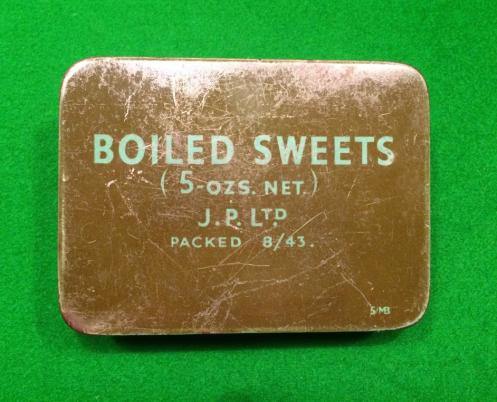 BOILED SWEETS
(5-OZS. NET.)
J.P. LTD
PACKED 8/43.
S/MB